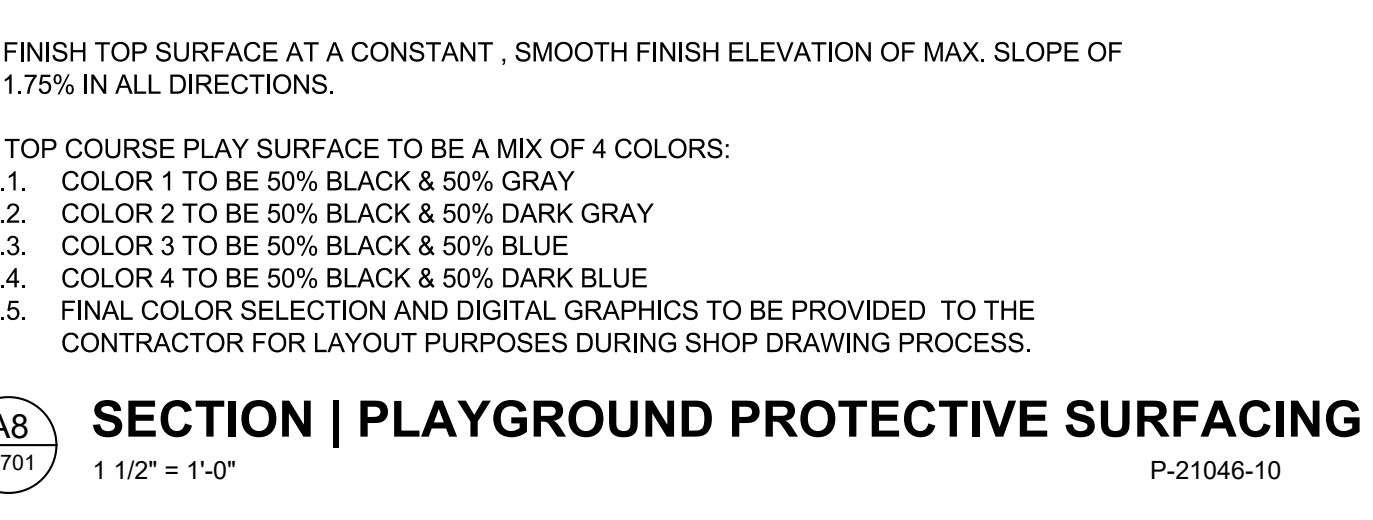 FINISH TOP SURFACE AT A CONSTANT , SMOOTH FINISH ELEVATION OF MAX. SLOPE OF
1.75% IN ALL DIRECTIONS.
TOP COURSE PLAY SURFACE TO BE A MIX OF 4 COLORS:
.1. COLOR 1 TO BE 50% BLACK & 50% GRAY
.2. COLOR 2 TO BE 50% BLACK & 50% DARK GRAY
.3. COLOR 3 TO BE 50% BLACK & 50% BLUE
.4. COLOR 4 TO BE 50% BLACK & 50% DARK BLUE
.5. FINAL COLOR SELECTION AND DIGITAL GRAPHICS TO BE PROVIDED TO THE
CONTRACTOR FOR LAYOUT PURPOSES DURING SHOP DRAWING PROCESS.
A8
701
SECTION | PLAYGROUND PROTECTIVE SURFACING
1 1/2" = 1'-0"
P-21046-10